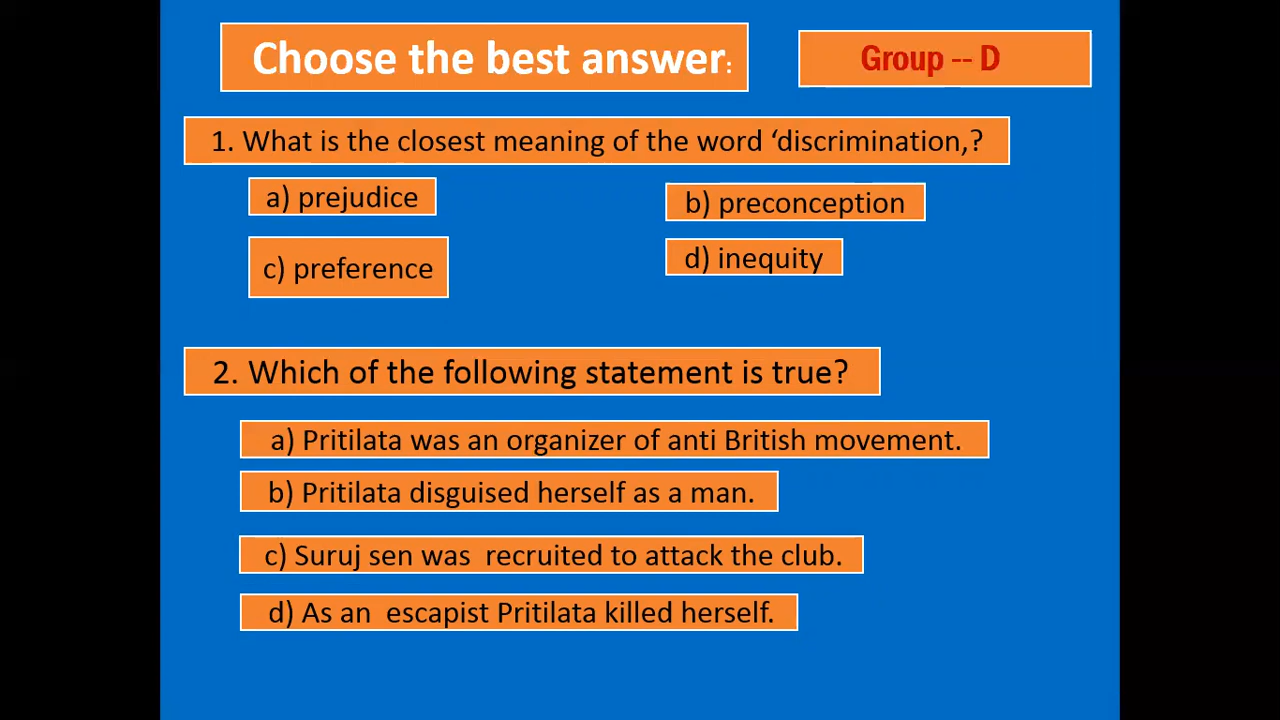 Choose the best answer:
Group -- D
1. What is the closest meaning of the word ‘discrimination,?
a) prejudice
b) preconception
c) preference
d) inequity
2. Which of the following statement is true?
a) Pritilata was an organizer of anti British movement.
b) Pritilata disguised herself as a man.
c) Suruj sen was  recruited to attack the club.
d) As an  escapist Pritilata killed herself.